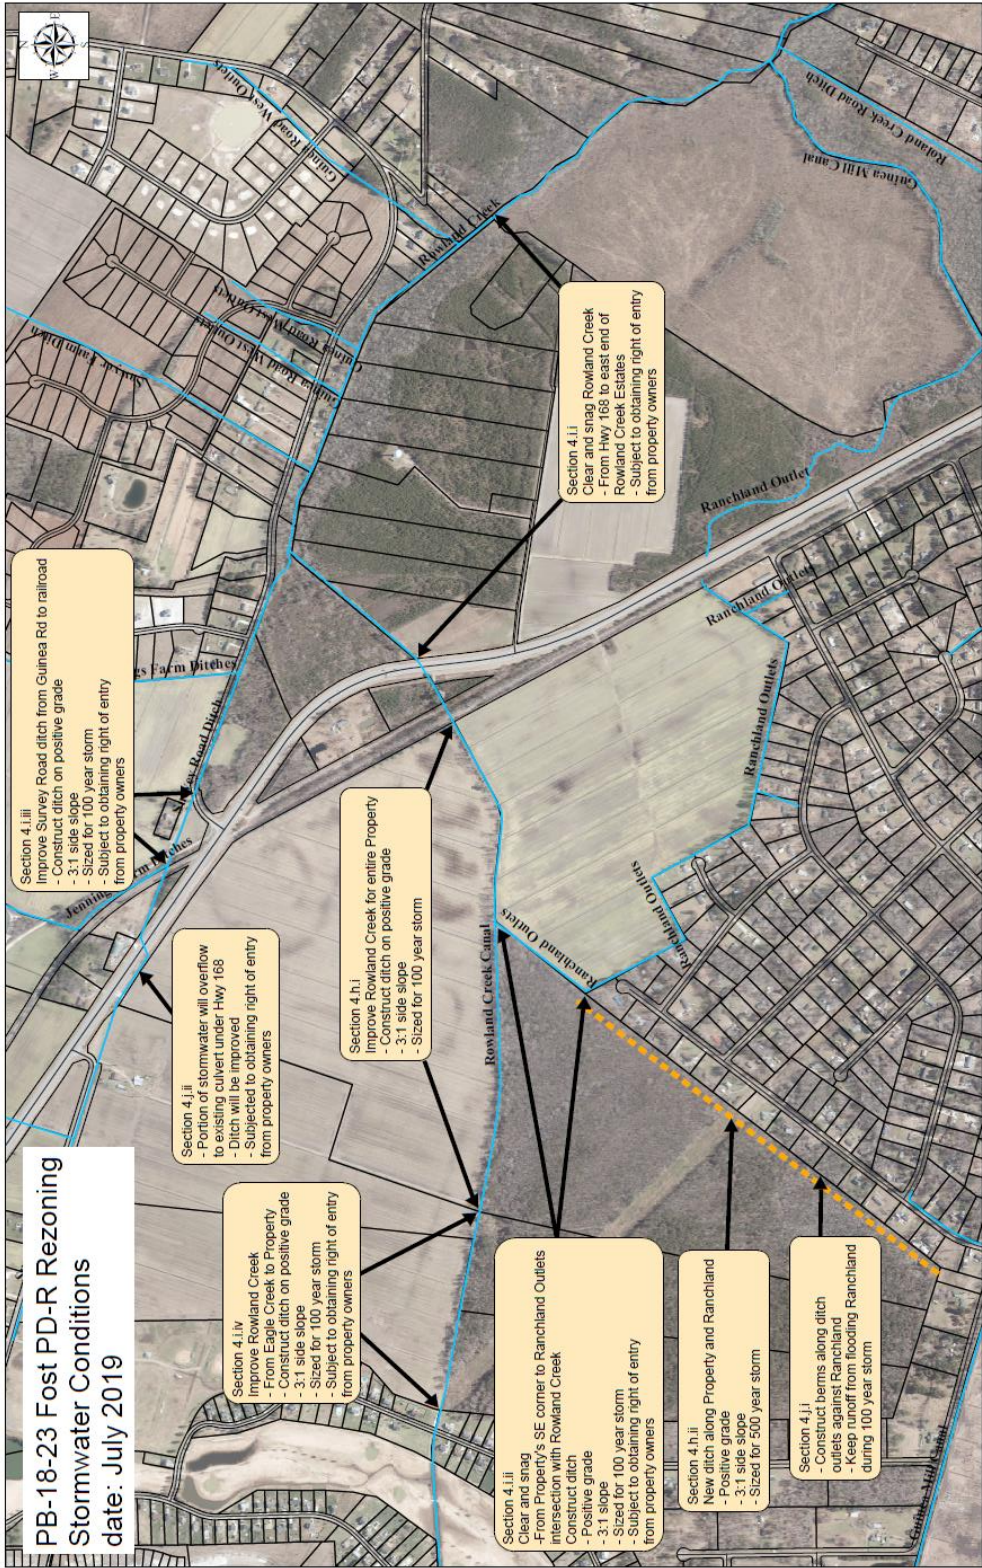 PB-18-23 Fost PD-R Rezoning
Stormwater Conditions
date: July 2019
N
E
S
W
Section 4.i.iii
Improve Survey Road ditch from Guinea Rd to railroad
- Construct ditch on positive grade
- 3:1 side slope
- Sized for 100 year storm
- Subject to obtaining right of entry
from property owners
Section 4.j.ii
- Portion of stormwater will overflow
to existing culvert under Hwy 168
- Ditch will be improved
- Subjected to obtaining right of entry
from property owners
Section 4.i.iv
Improve Rowland Creek
- From Eagle Creek to Property
- Construct ditch on positive grade
- 3:1 side slope
- Sized for 100 year storm
- Subject to obtaining right of entry
from property owners
Section 4.h.i
Improve Rowland Creek for entire Property
- Construct ditch on positive grade
- 3:1 side slope
- Sized for 100 year storm
Section 4.i.i
Clear and snag Rowland Creek
- From Hwy 168 to east end of
Rowland Creek Estates
- Subject to obtaining right of entry
from property owners
Section 4.i.ii
Clear and snag
-From Property's SE corner to Ranchland Outlets
intersection with Rowland Creek
Construct ditch
- Positive grade
- 3:1 slope
- Sized for 100 year storm
- Subject to obtaining right of entry
from property owners
Section 4.h.ii
New ditch along Property and Ranchland
- Positive grade
- 3:1 side slope
- Sized for 500 year storm
Section 4.j.i
- Construct berms along ditch
outlets against Ranchland
- Keep runoff from flooding Ranchland
during 100 year storm
gs Farm Ditches
ey Road Ditch
Guinea Road West Outlets
Rowland Creek
Rowland Creek Canal
Ranchland Outlets
Ranchland Outlets
Ranchland Outlets
Ranchland Outlets
Ranchland Outlet
Guinea Mill Canal
Roland Creek Road Ditch
Guinea Mill Canal